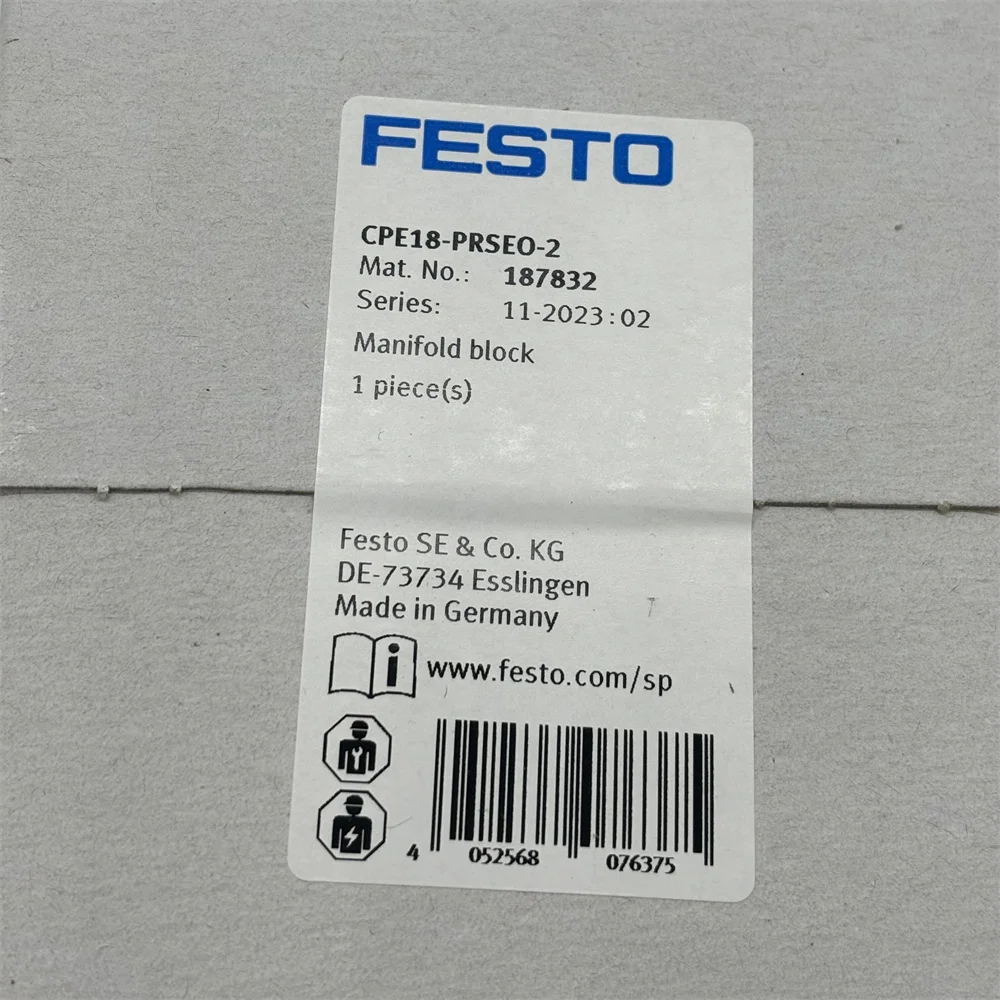 FESTO
CPE18-PRSEO-2
Mat. No.: 187832
Series: 11-2023:02
Manifold block
1 piece(s)
Festo SE & Co. KG
DE-73734 Esslingen
Made in Germany
i www.festo.com/sp
4 052568 076375